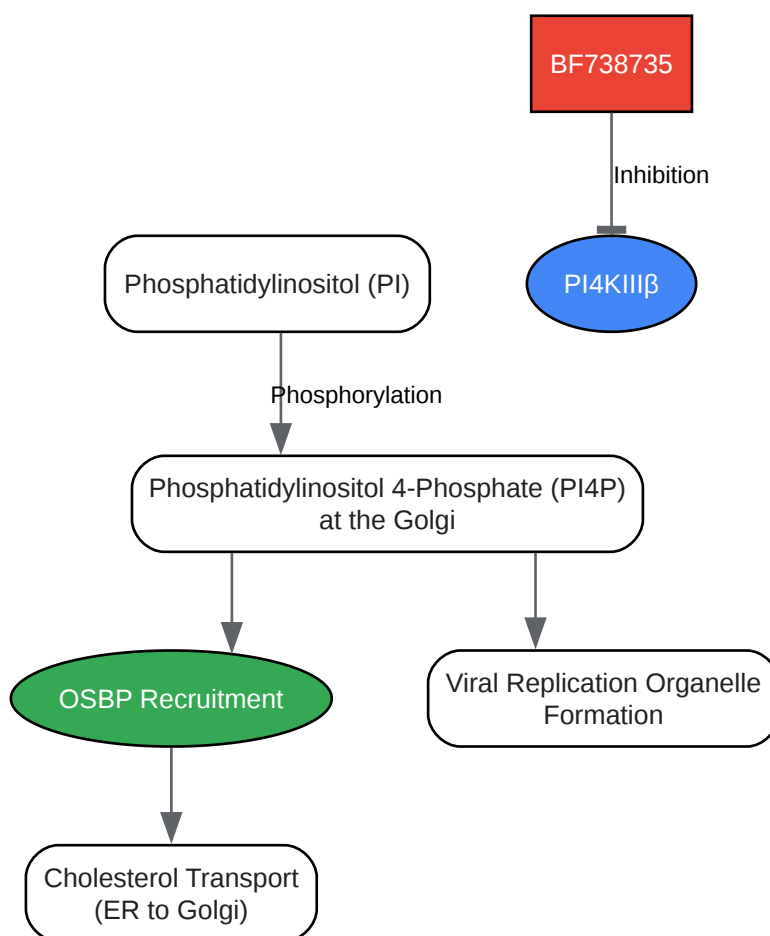 BF738735
Inhibition
Phosphatidylinositol (PI)
PI4KIIIβ
Phosphorylation
Phosphatidylinositol 4-Phosphate (PI4P)
at the Golgi
OSBP Recruitment
Viral Replication Organelle
Formation
Cholesterol Transport
(ER to Golgi)